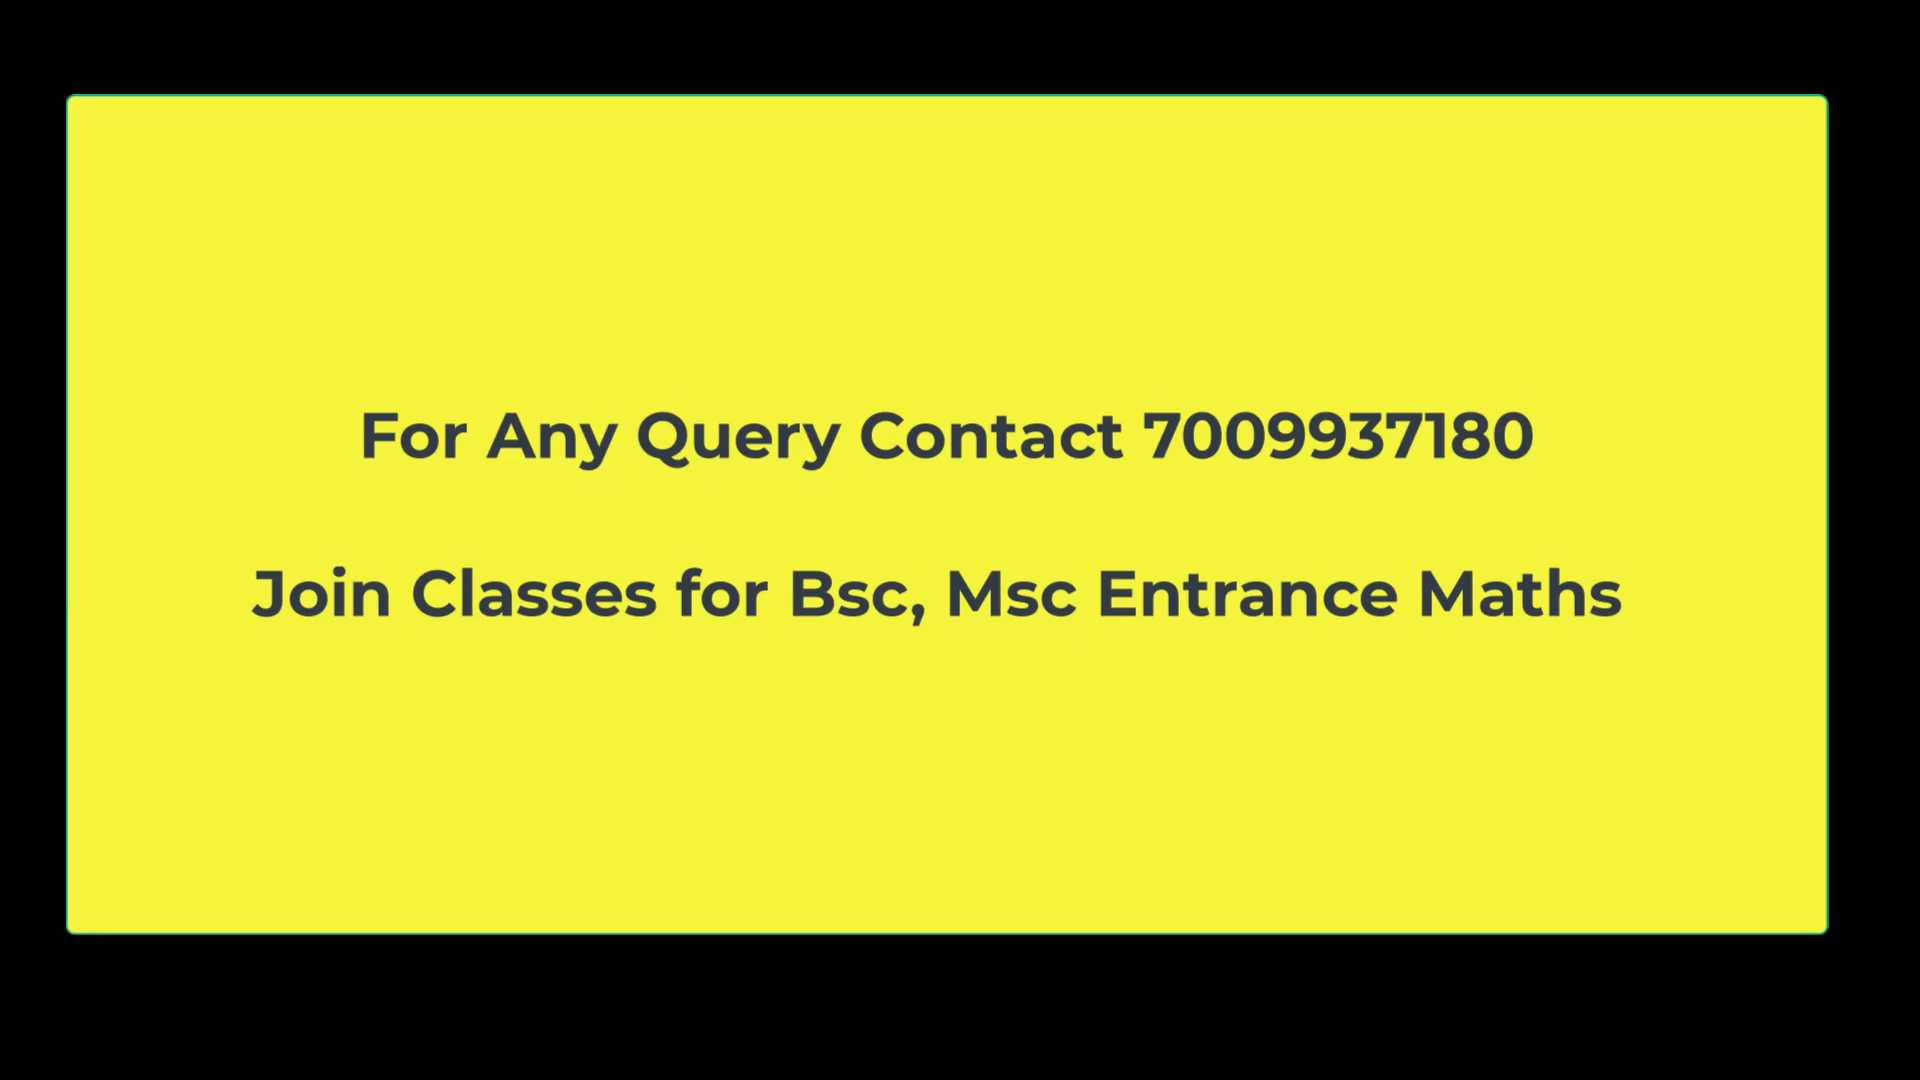 For Any Query Contact 7009937180
Join Classes for Bsc, Msc Entrance Maths